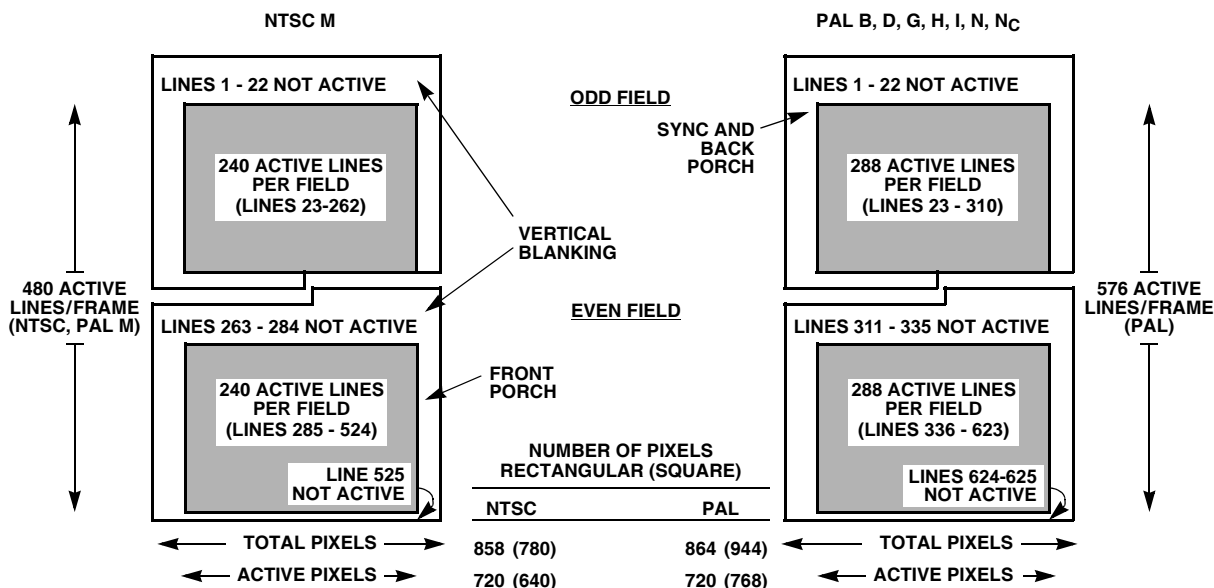 NTSC M
LINES 1 - 22 NOT ACTIVE
240 ACTIVE LINES
PER FIELD
(LINES 23-262)
480 ACTIVE
LINES/FRAME
(NTSC, PAL M)
LINES 263 - 284 NOT ACTIVE
240 ACTIVE LINES
PER FIELD
(LINES 285 - 524)
LINE 525
NOT ACTIVE
TOTAL PIXELS
ACTIVE PIXELS
ODD FIELD
SYNC AND
BACK
PORCH
VERTICAL
BLANKING
EVEN FIELD
FRONT
PORCH
NUMBER OF PIXELS
RECTANGULAR (SQUARE)
NTSC PAL
858 (780) 864 (944)
720 (640) 720 (768)
PAL B, D, G, H, I, N, NC
LINES 1 - 22 NOT ACTIVE
288 ACTIVE LINES
PER FIELD
(LINES 23 - 310)
576 ACTIVE
LINES/FRAME
(PAL)
LINES 311 - 335 NOT ACTIVE
288 ACTIVE LINES
PER FIELD
(LINES 336 - 623)
LINES 624-625
NOT ACTIVE
TOTAL PIXELS
ACTIVE PIXELS